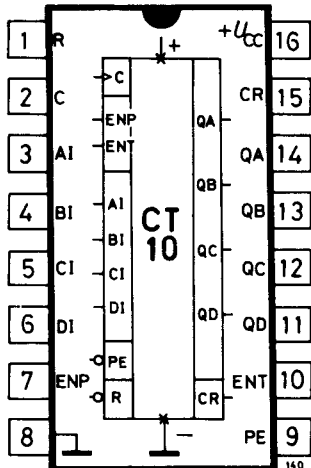 1 R + +UCC 16
2 C C CR 15
ENP QA
3 AI ENT QA 14
AI QB
4 BI CT QB 13
BI 10
5 CI CI QC QC 12
DI QD
6 DI QD 11
PE
7 ENP R CR ENT 10
8 − PE 9
140